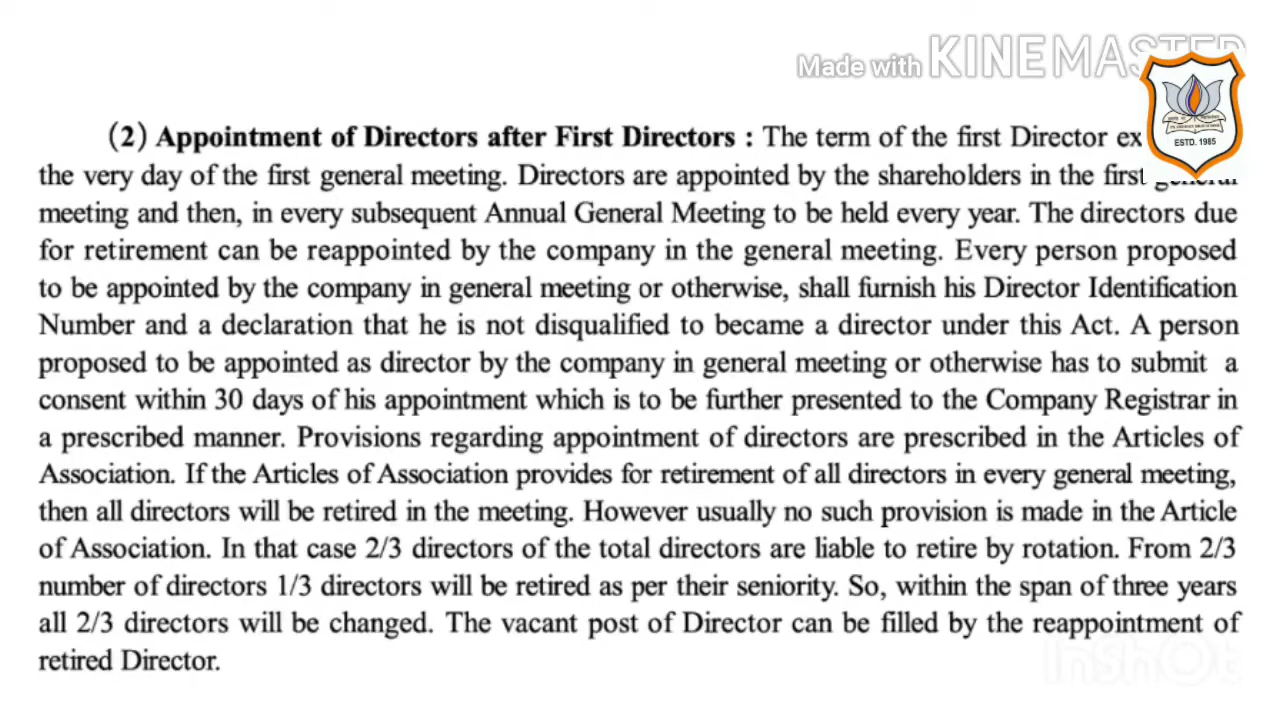 Made with KINEMASTER
ESTD. 1985
(2) Appointment of Directors after First Directors : The term of the first Director
the very day of the first general meeting. Directors are appointed by the shareholders in the first general
meeting and then, in every subsequent Annual General Meeting to be held every year. The directors due
for retirement can be reappointed by the company in the general meeting. Every person proposed
to be appointed by the company in general meeting or otherwise, shall furnish his Director Identification
Number and a declaration that he is not disqualified to became a director under this Act. A person
proposed to be appointed as director by the company in general meeting or otherwise has to submit a
consent within 30 days of his appointment which is to be further presented to the Company Registrar in
a prescribed manner. Provisions regarding appointment of directors are prescribed in the Articles of
Association. If the Articles of Association provides for retirement of all directors in every general meeting,
then all directors will be retired in the meeting. However usually no such provision is made in the Article
of Association. In that case 2/3 directors of the total directors are liable to retire by rotation. From 2/3
number of directors 1/3 directors will be retired as per their seniority. So, within the span of three years
all 2/3 directors will be changed. The vacant post of Director can be filled by the reappointment of
retired Director.
InShOt